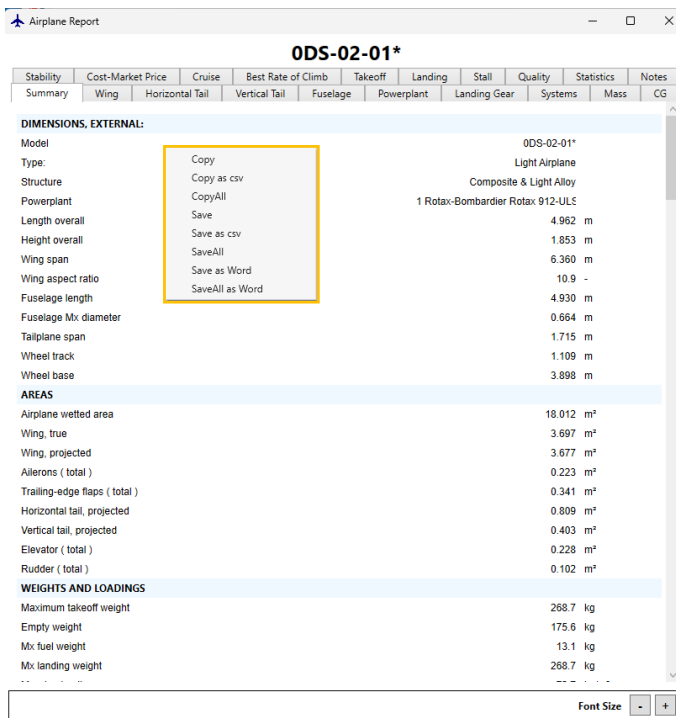 Airplane Report
0DS-02-01*
Stability Cost-Market Price Cruise Best Rate of Climb Takeoff Landing Stall Quality Statistics Notes
Summary Wing Horizontal Tail Vertical Tail Fuselage Powerplant Landing Gear Systems Mass CG
DIMENSIONS, EXTERNAL:
Model 0DS-02-01*
Type: Light Airplane
Structure Composite & Light Alloy
Powerplant 1 Rotax-Bombardier Rotax 912-ULS
Length overall 4.962 m
Height overall 1.853 m
Wing span 6.360 m
Wing aspect ratio 10.9 -
Fuselage length 4.930 m
Fuselage Mx diameter 0.664 m
Tailplane span 1.715 m
Wheel track 1.109 m
Wheel base 3.898 m
Copy
Copy as csv
CopyAll
Save
Save as csv
SaveAll
Save as Word
SaveAll as Word
AREAS
Airplane wetted area 18.012 m²
Wing, true 3.697 m²
Wing, projected 3.677 m²
Ailerons ( total ) 0.223 m²
Trailing-edge flaps ( total ) 0.341 m²
Horizontal tail, projected 0.809 m²
Vertical tail, projected 0.403 m²
Elevator ( total ) 0.228 m²
Rudder ( total ) 0.102 m²
WEIGHTS AND LOADINGS
Maximum takeoff weight 268.7 kg
Empty weight 175.6 kg
Mx fuel weight 13.1 kg
Mx landing weight 268.7 kg
Font Size - +